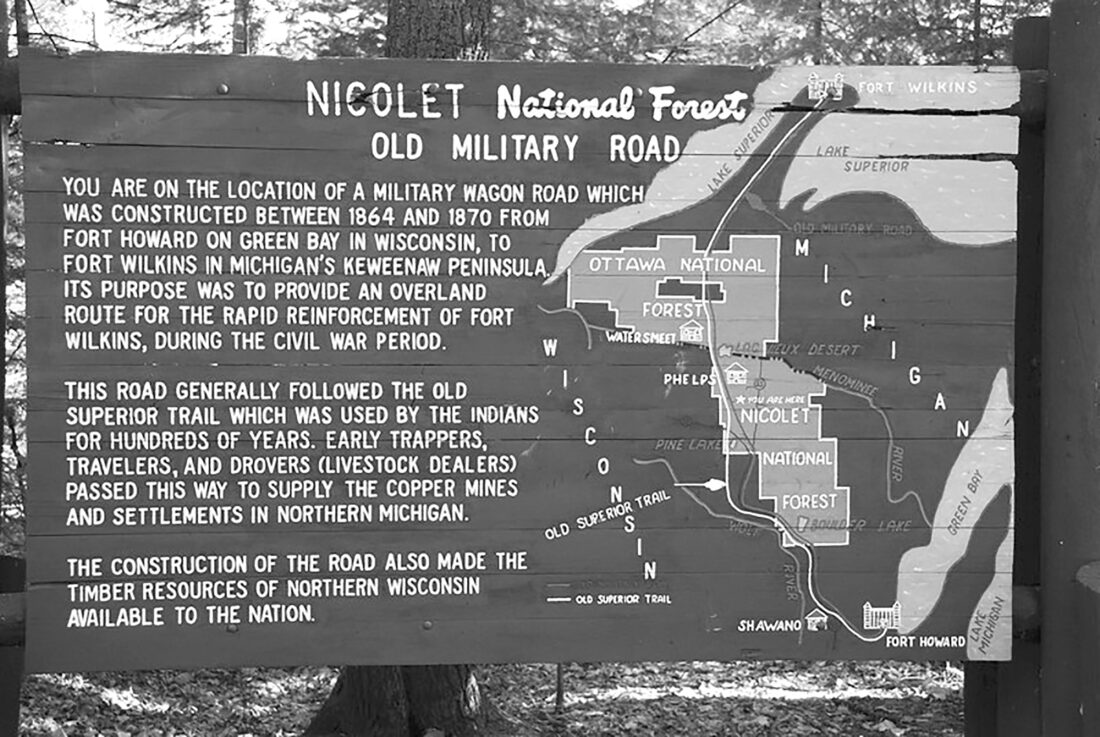 NICOLET National Forest
OLD MILITARY ROAD
YOU ARE ON THE LOCATION OF A MILITARY WAGON ROAD WHICH
WAS CONSTRUCTED BETWEEN 1864 AND 1870 FROM
FORT HOWARD ON GREEN BAY IN WISCONSIN, TO
FORT WILKINS IN MICHIGAN'S KEWEENAW PENINSULA.
ITS PURPOSE WAS TO PROVIDE AN OVERLAND
ROUTE FOR THE RAPID REINFORCEMENT OF FORT
WILKINS, DURING THE CIVIL WAR PERIOD.
THIS ROAD GENERALLY FOLLOWED THE OLD
SUPERIOR TRAIL WHICH WAS USED BY THE INDIANS
FOR HUNDREDS OF YEARS. EARLY TRAPPERS,
TRAVELERS, AND DROVERS (LIVESTOCK DEALERS)
PASSED THIS WAY TO SUPPLY THE COPPER MINES
AND SETTLEMENTS IN NORTHERN MICHIGAN.
THE CONSTRUCTION OF THE ROAD ALSO MADE THE
TIMBER RESOURCES OF NORTHERN WISCONSIN
AVAILABLE TO THE NATION.
FORT WILKINS
LAKE SUPERIOR
LAKE
SUPERIOR
OLD MILITARY ROAD
MICHIGAN
OTTAWA NATIONAL
FOREST
WATERSMEET
LAC VIEUX DESERT
PHELPS
MENOMINEE
RIVER
★ YOU ARE HERE
NICOLET
NATIONAL
FOREST
PINE LAKE
WISCONSIN
OLD SUPERIOR TRAIL
WOLF
RIVER
BOULDER LAKE
GREEN BAY
OLD SUPERIOR TRAIL
SHAWANO
FORT HOWARD
LAKE
MICHIGAN